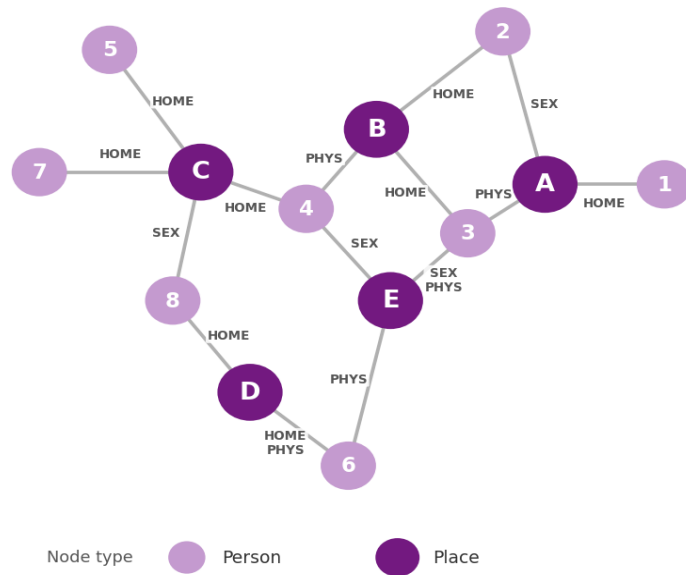 2
5
HOME
HOME
SEX
B
HOME
PHYS
7
C
HOME
PHYS
A
1
HOME
HOME
4
SEX
SEX
3
SEX
PHYS
8
E
HOME
PHYS
D
HOME
PHYS
6
Node type
Person
Place